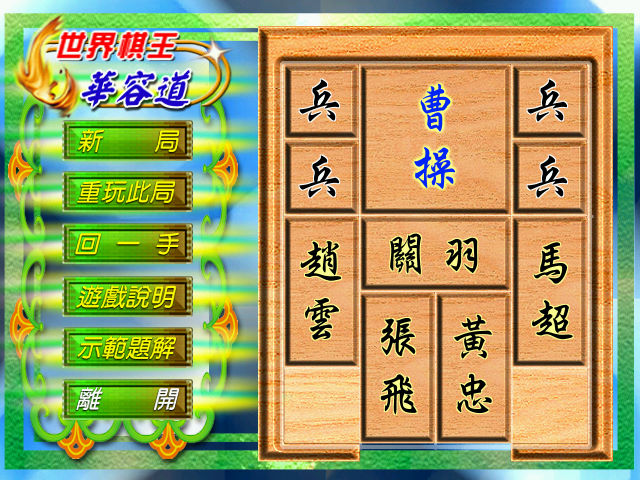 世界棋王
華容道
新局
重玩此局
回一手
遊戲說明
示範題解
離開
兵
曹操
兵
兵
兵
趙雲
關羽
馬超
張飛
黃忠